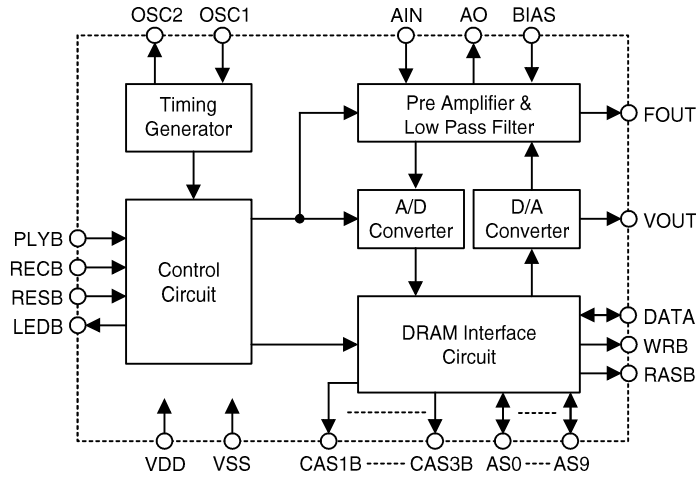 OSC2 OSC1 AIN AO BIAS
Timing
Generator
Pre Amplifier &
Low Pass Filter
FOUT
A/D
Converter
D/A
Converter
VOUT
PLYB
RECB
RESB
LEDB
Control
Circuit
DRAM Interface
Circuit
DATA
WRB
RASB
VDD VSS CAS1B ------ CAS3B AS0 ---- AS9